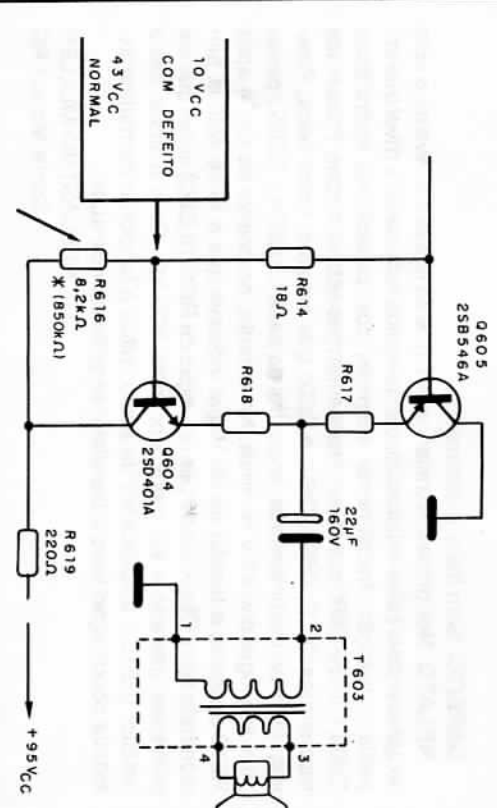 Q605
2SB546A
10 VCC
COM DEFEITO
43 VCC
NORMAL
R614
18Ω
R617
R618
22µF
160V
T603
2
1
3
4
R616
8,2kΩ
* (850kΩ)
Q604
2SD401A
R619
220Ω
+95VCC